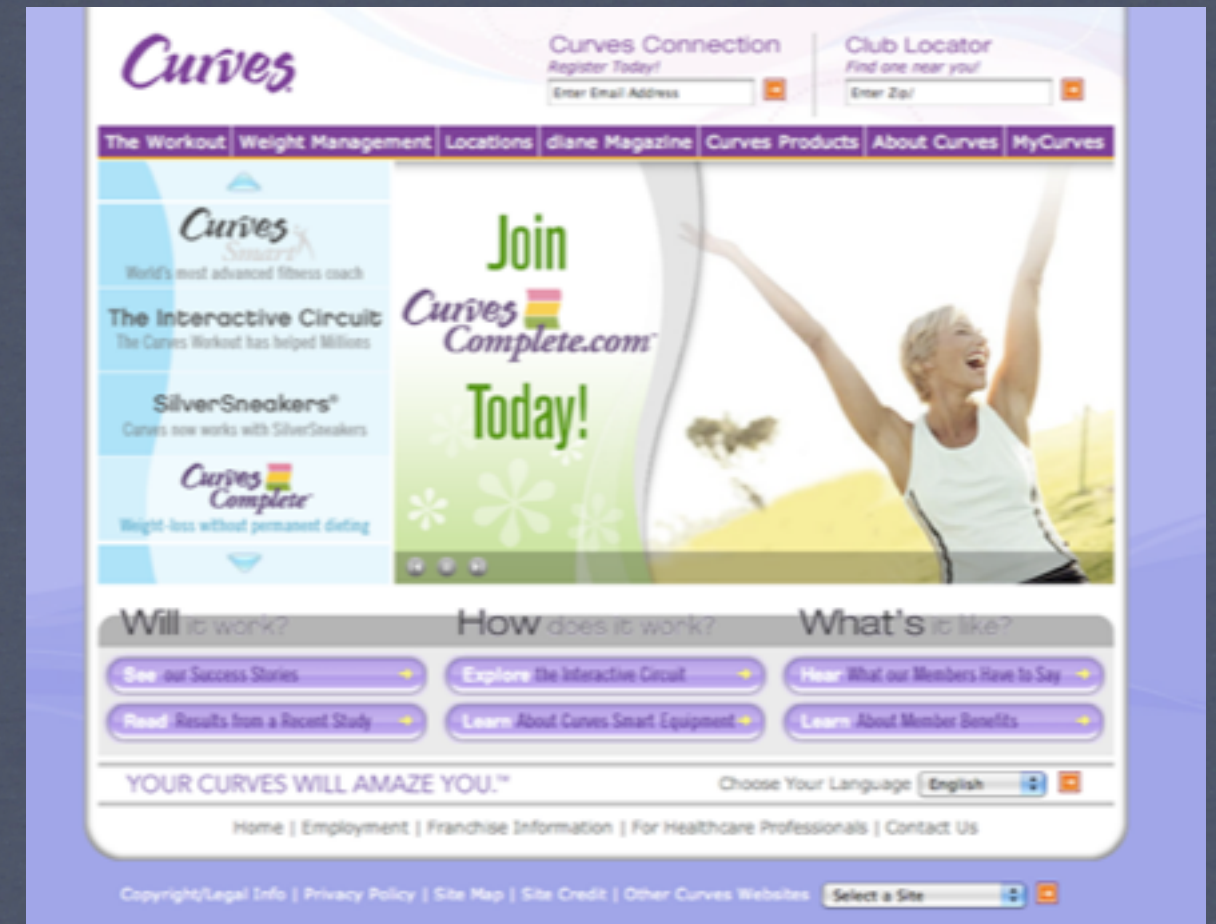 Curves
Curves Connection
Register Today!
Enter Email Address
Club Locator
Find one near you!
Enter Zip/
The Workout | Weight Management | Locations | diane Magazine | Curves Products | About Curves | MyCurves
Curves
Smart
World's most advanced fitness coach
The Interactive Circuit
The Curves Workout has helped Millions
SilverSneakers®
Curves now works with SilverSneakers
Curves
Complete
Weight-loss without permanent dieting
Join
Curves
Complete.com™
Today!
Will it work?
How does it work?
What's it like?
See our Success Stories
Explore the Interactive Circuit
Hear What our Members Have to Say
Read Results from a Recent Study
Learn About Curves Smart Equipment
Learn About Member Benefits
YOUR CURVES WILL AMAZE YOU.™
Choose Your Language English
Home | Employment | Franchise Information | For Healthcare Professionals | Contact Us
Copyright/Legal Info | Privacy Policy | Site Map | Site Credit | Other Curves Websites Select a Site